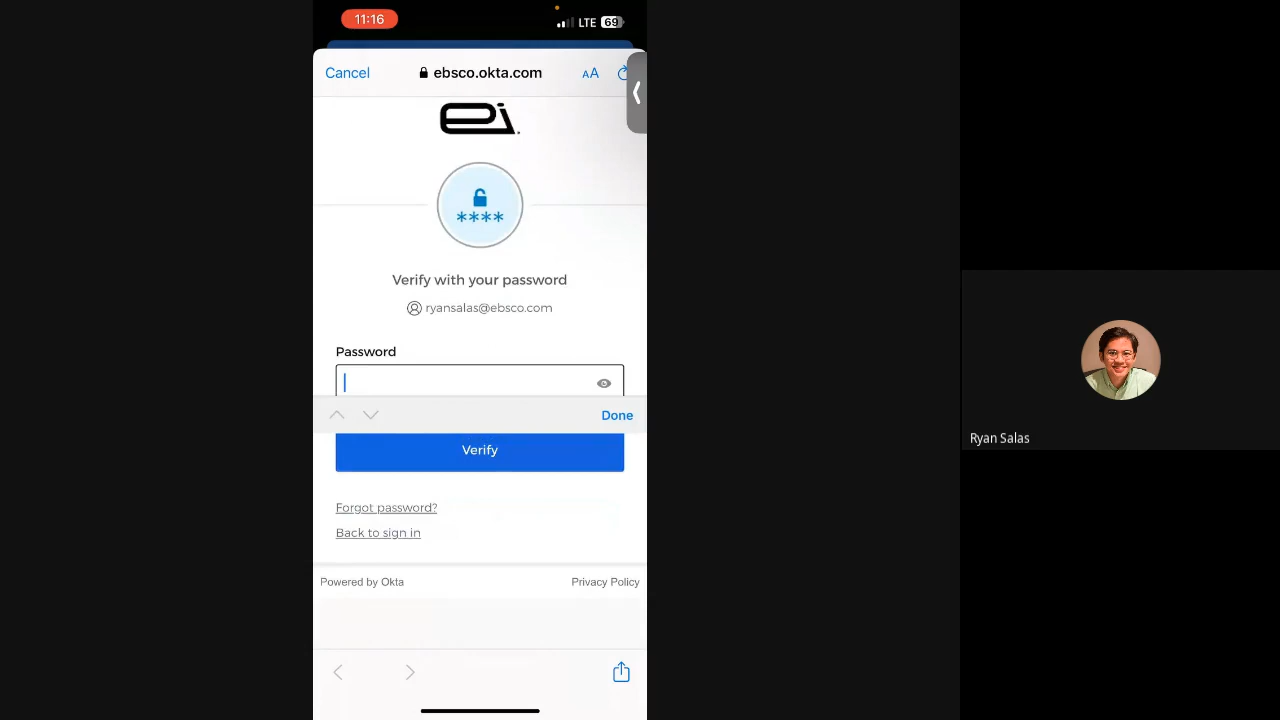 11:16
LTE 69
Cancel
ebsco.okta.com
AA
ei.
****
Verify with your password
ryansalas@ebsco.com
Password
Done
Verify
Forgot password?
Back to sign in
Powered by Okta
Privacy Policy
Ryan Salas